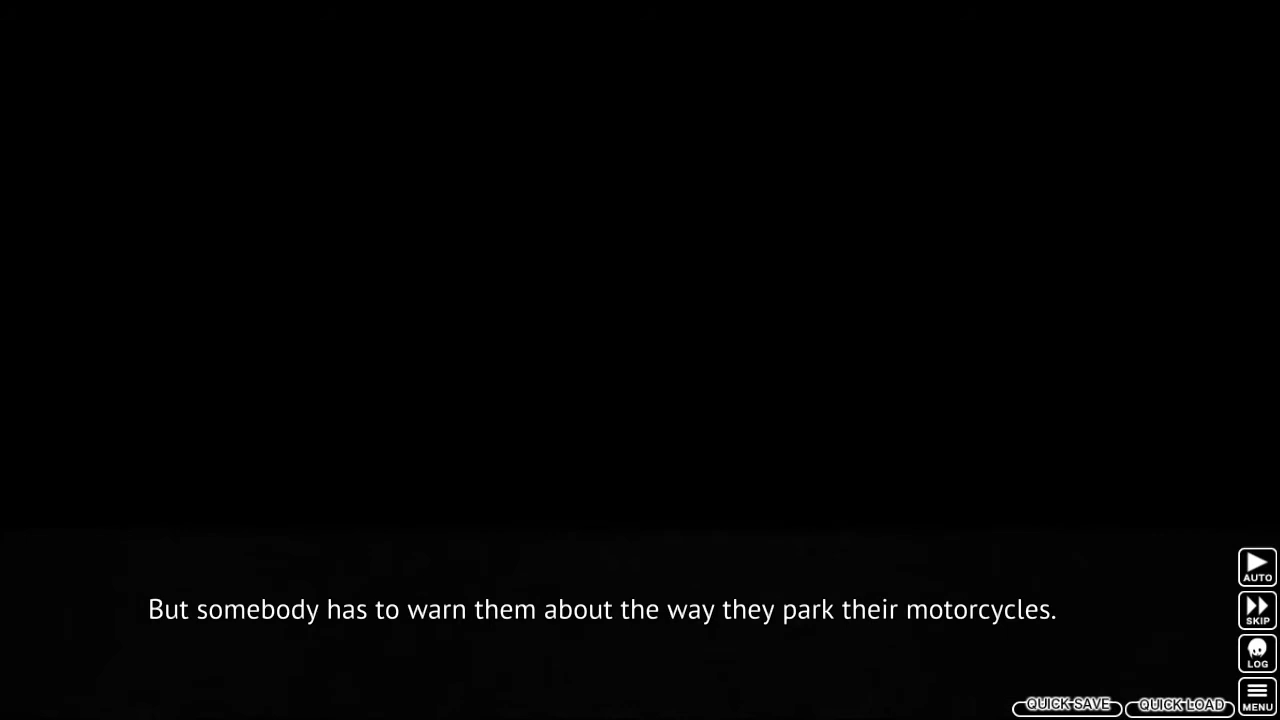 But somebody has to warn them about the way they park their motorcycles.
AUTO
SKIP
LOG
MENU
QUICK SAVE QUICK LOAD